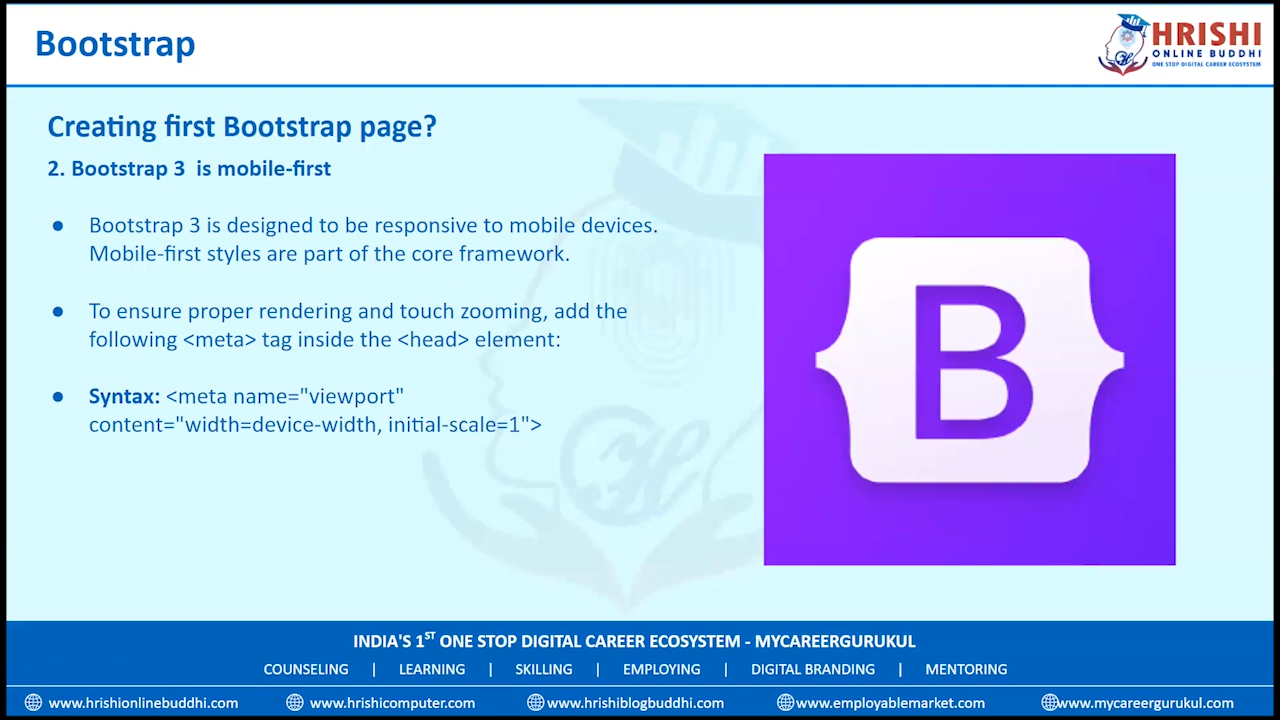 Bootstrap
HRISHI
ONLINE BUDDHI
ONE STOP DIGITAL CAREER ECOSYSTEM
Creating first Bootstrap page?
2. Bootstrap 3 is mobile-first
● Bootstrap 3 is designed to be responsive to mobile devices.
Mobile-first styles are part of the core framework.
● To ensure proper rendering and touch zooming, add the
following <meta> tag inside the <head> element:
● Syntax: <meta name="viewport"
content="width=device-width, initial-scale=1">
B
INDIA'S 1ST ONE STOP DIGITAL CAREER ECOSYSTEM - MYCAREERGURUKUL
COUNSELING | LEARNING | SKILLING | EMPLOYING | DIGITAL BRANDING | MENTORING
www.hrishionlinebuddhi.com www.hrishicomputer.com www.hrishiblogbuddhi.com www.employablemarket.com www.mycareergurukul.com